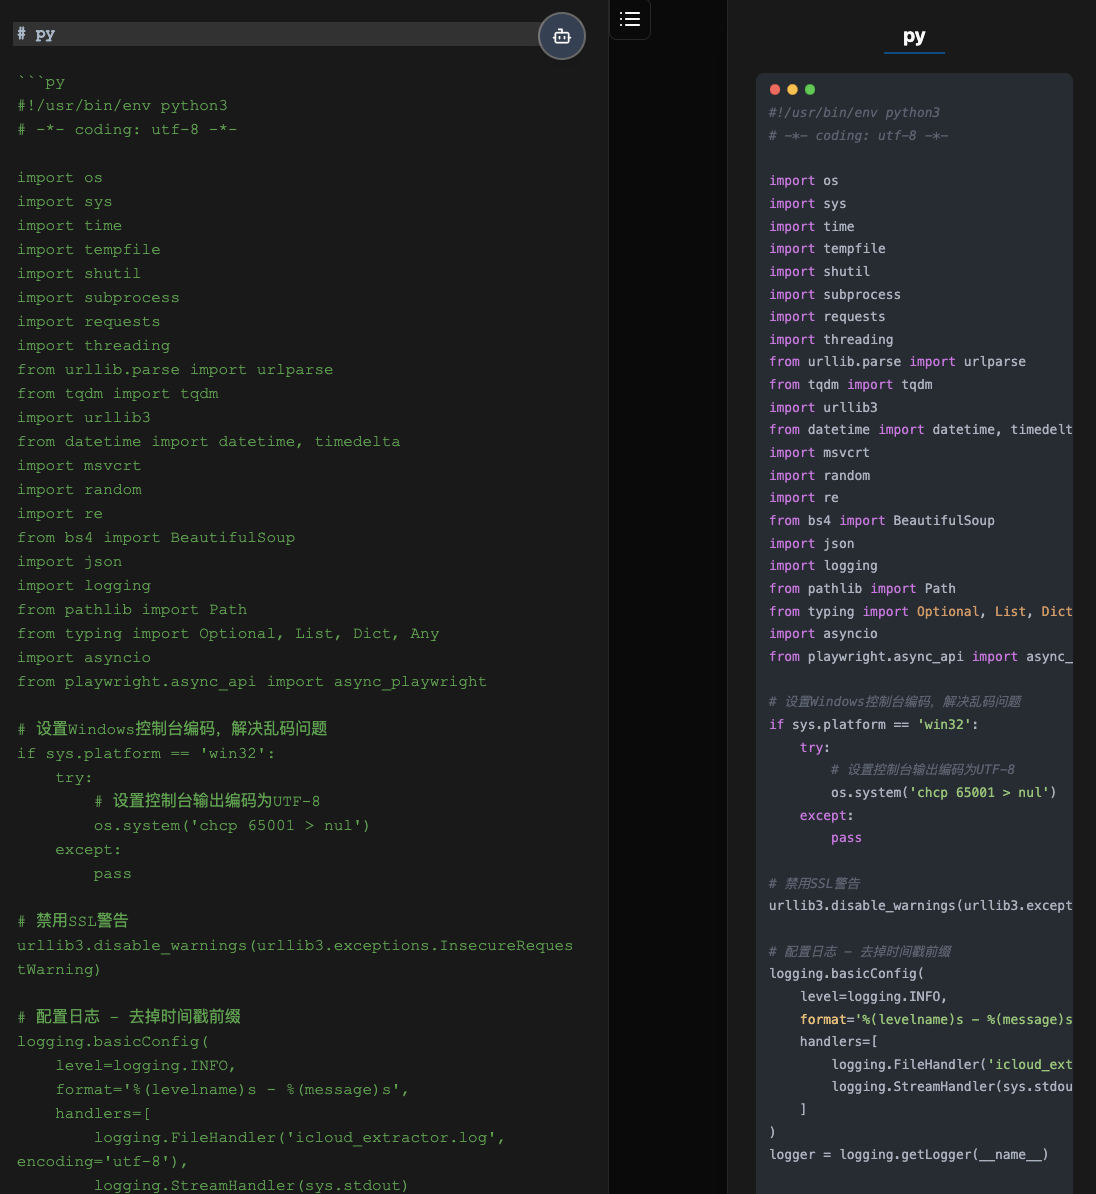 # py
```py
#!/usr/bin/env python3
# -*- coding: utf-8 -*-
import os
import sys
import time
import tempfile
import shutil
import subprocess
import requests
import threading
from urllib.parse import urlparse
from tqdm import tqdm
import urllib3
from datetime import datetime, timedelta
import msvcrt
import random
import re
from bs4 import BeautifulSoup
import json
import logging
from pathlib import Path
from typing import Optional, List, Dict, Any
import asyncio
from playwright.async_api import async_playwright
# 设置Windows控制台编码，解决乱码问题
if sys.platform == 'win32':
    try:
        # 设置控制台输出编码为UTF-8
        os.system('chcp 65001 > nul')
    except:
        pass
# 禁用SSL警告
urllib3.disable_warnings(urllib3.exceptions.InsecureReques
tWarning)
# 配置日志 - 去掉时间戳前缀
logging.basicConfig(
    level=logging.INFO,
    format='%(levelname)s - %(message)s',
    handlers=[
        logging.FileHandler('icloud_extractor.log',
encoding='utf-8'),
        logging.StreamHandler(sys.stdout)
py
#!/usr/bin/env python3
# -*- coding: utf-8 -*-
import os
import sys
import time
import tempfile
import shutil
import subprocess
import requests
import threading
from urllib.parse import urlparse
from tqdm import tqdm
import urllib3
from datetime import datetime, timedelt
import msvcrt
import random
import re
from bs4 import BeautifulSoup
import json
import logging
from pathlib import Path
from typing import Optional, List, Dict
import asyncio
from playwright.async_api import async_
# 设置Windows控制台编码，解决乱码问题
if sys.platform == 'win32':
    try:
        # 设置控制台输出编码为UTF-8
        os.system('chcp 65001 > nul')
    except:
        pass
# 禁用SSL警告
urllib3.disable_warnings(urllib3.except
# 配置日志 - 去掉时间戳前缀
logging.basicConfig(
    level=logging.INFO,
    format='%(levelname)s - %(message)s
    handlers=[
        logging.FileHandler('icloud_ext
        logging.StreamHandler(sys.stdou
    ]
)
logger = logging.getLogger(__name__)